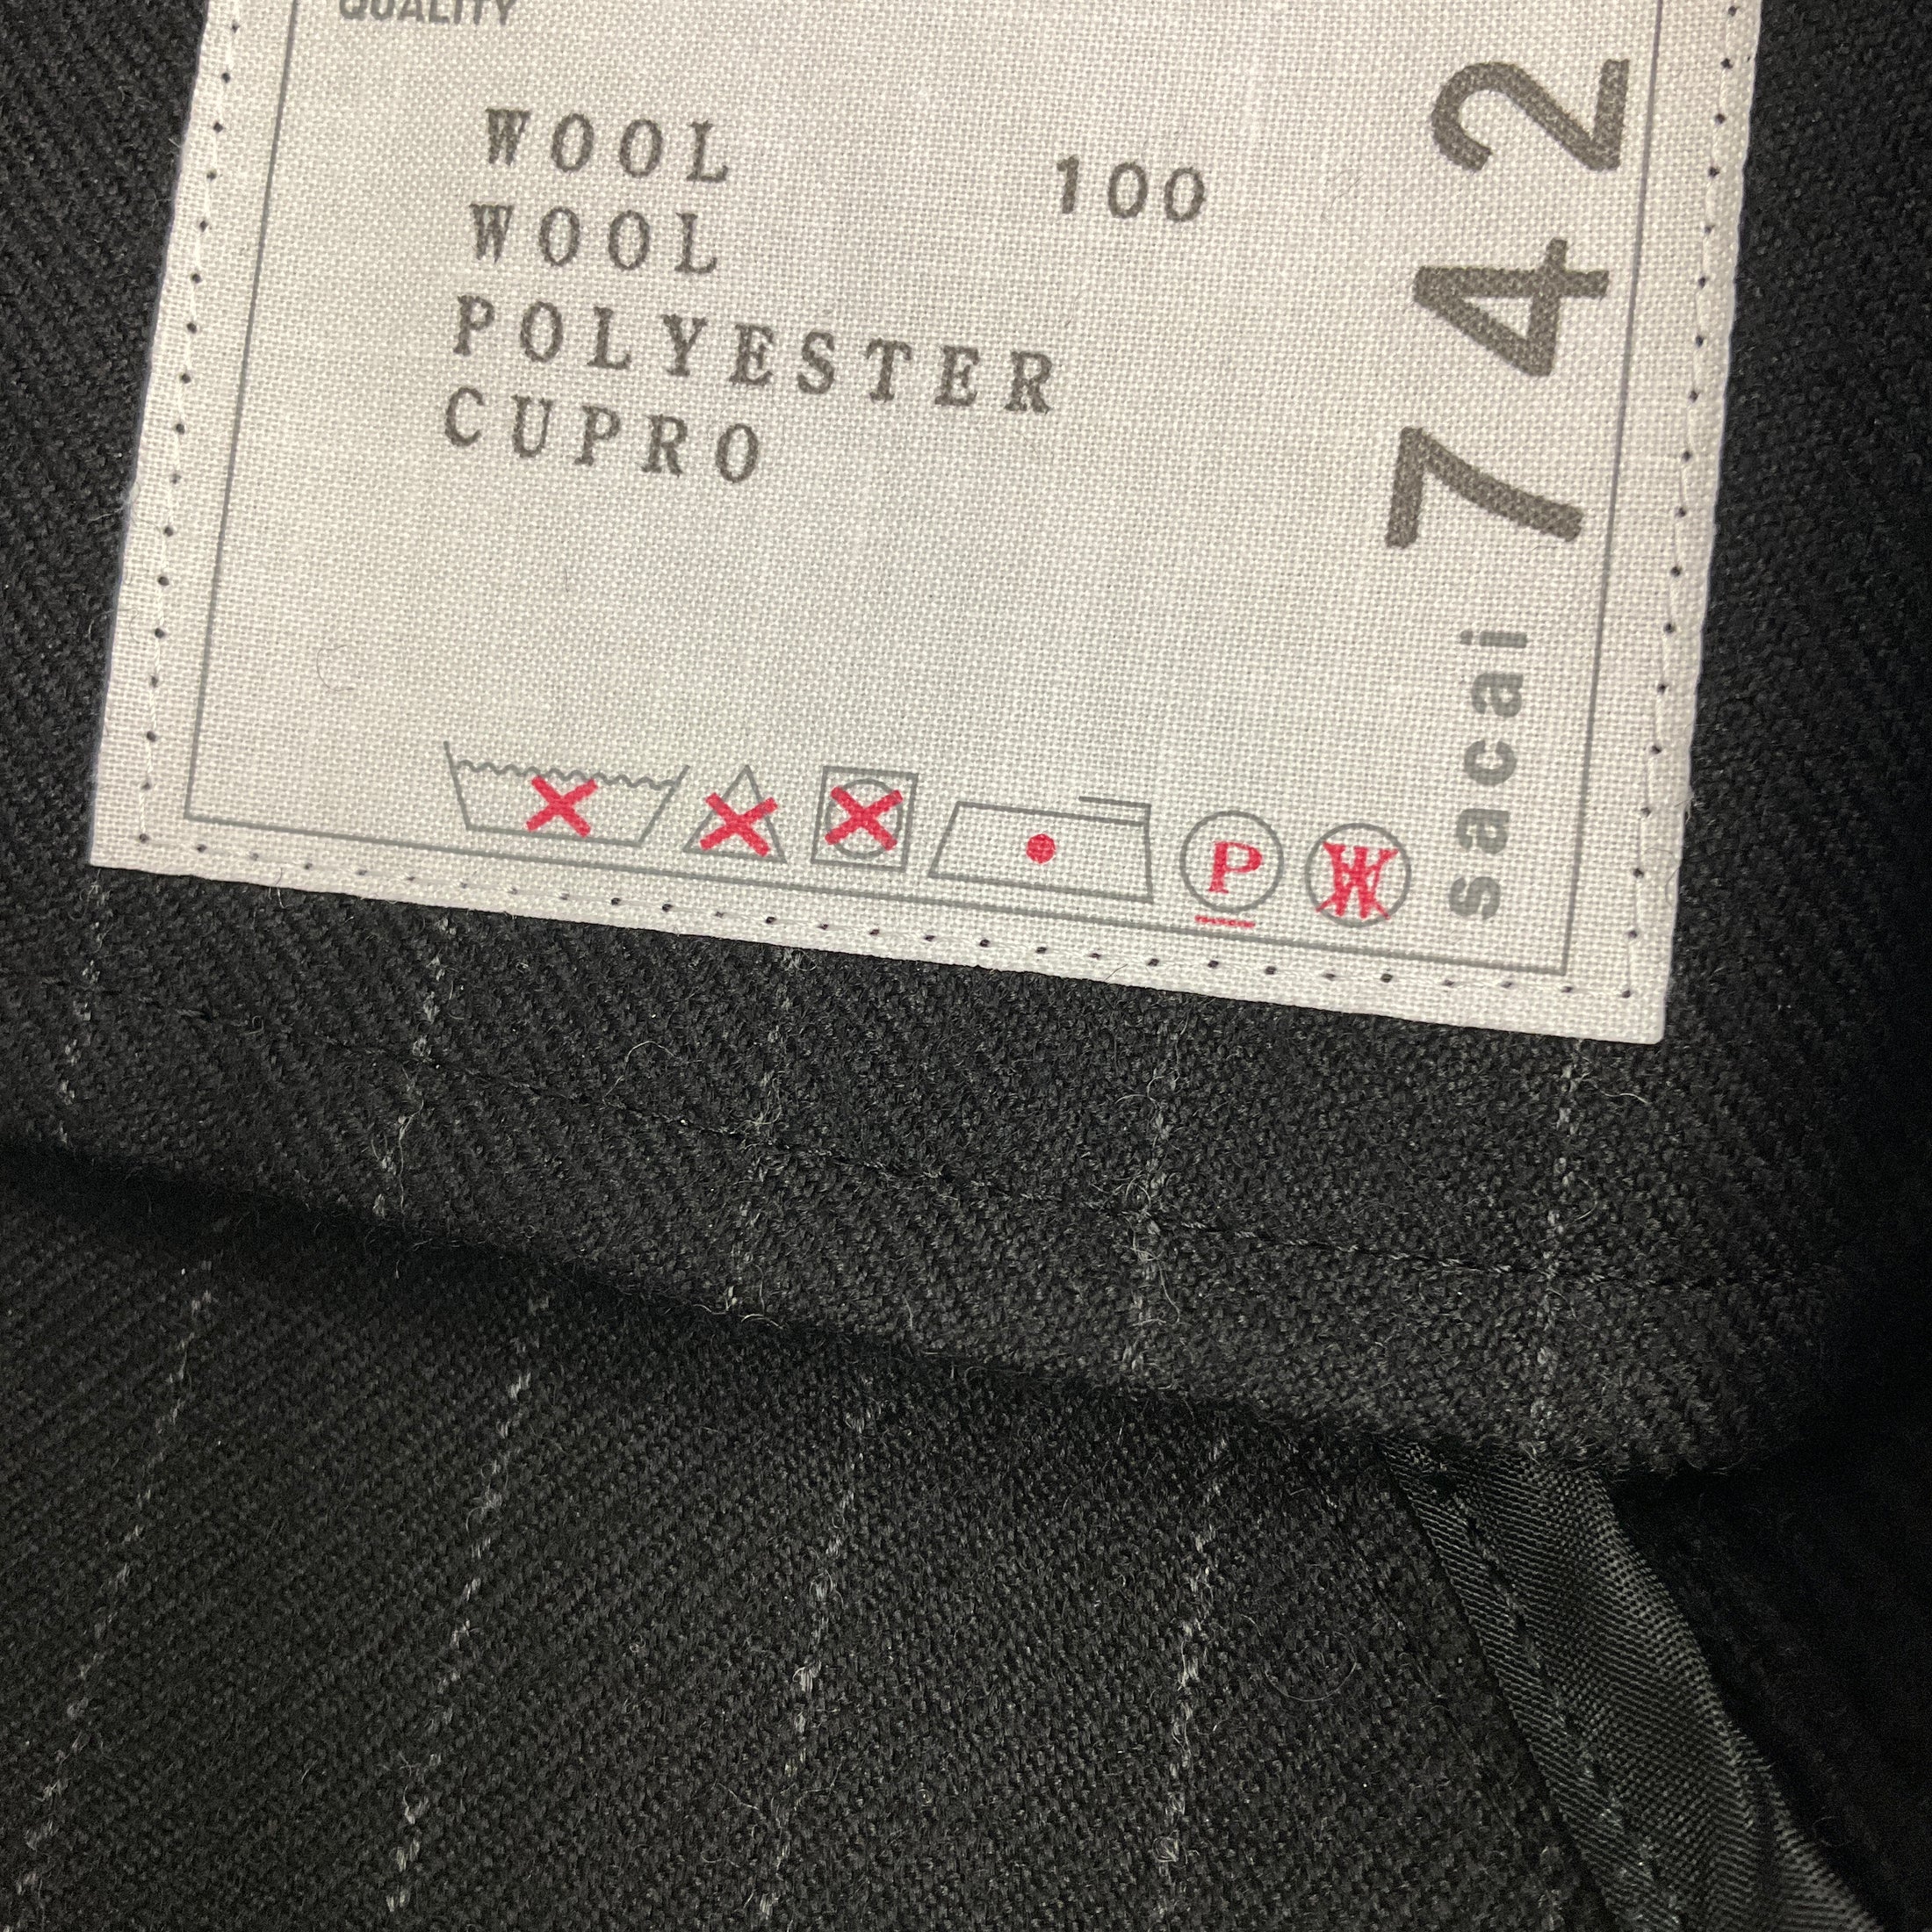 QUALITY
WOOL 100
WOOL
POLYESTER
CUPRO
P
W
sacai 742